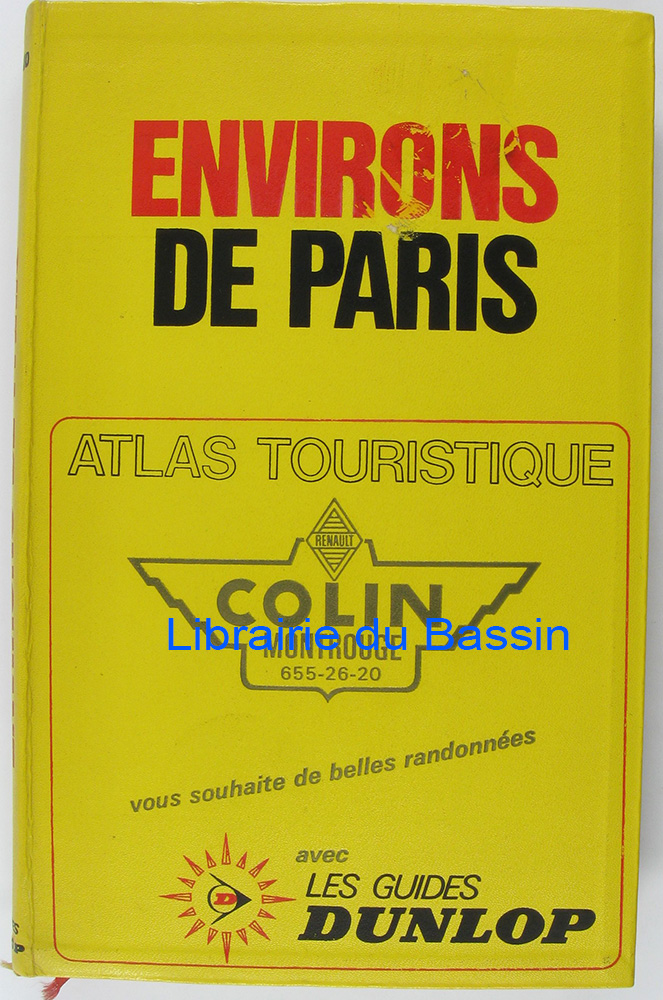 ENVIRONS
DE PARIS
ATLAS TOURISTIQUE
RENAULT
COLIN
Librairie du Bassin
MONTROUGE
655-26-20
vous souhaite de belles randonnées
avec
LES GUIDES
D
DUNLOP